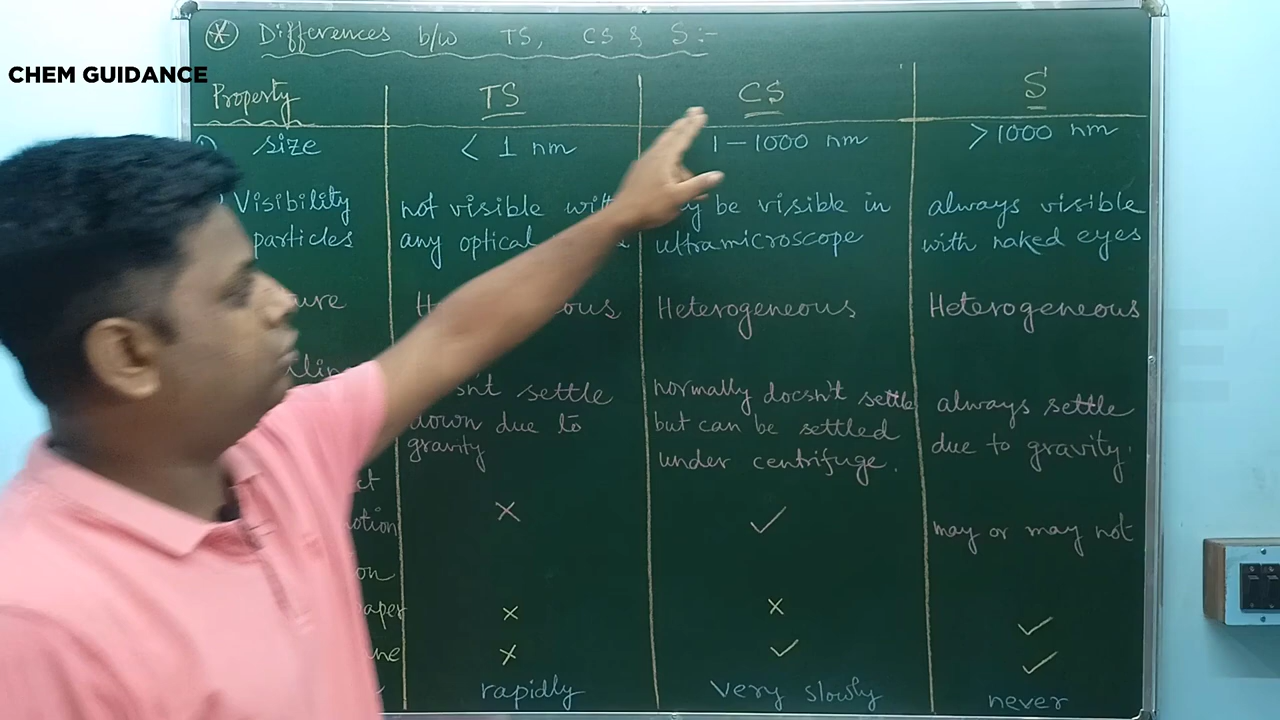 * Differences b/w TS, CS & S :-
CHEM GUIDANCE
Property TS CS S
size < 1 nm 1 – 1000 nm > 1000 nm
Visibility not visible be visible in always visible
particles any optical ultramicroscope with naked eyes
Heterogeneous Heterogeneous
settle normally doesn't settle always settle
down due to but can be settled due to gravity.
gravity under centrifuge.
× ✓ may or may not
× × ✓
× ✓ ✓
rapidly very slowly never